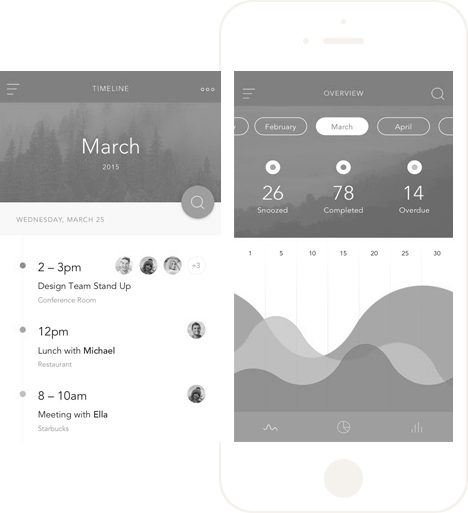 TIMELINE
March
2015
WEDNESDAY, MARCH 25
2 – 3pm
+3
Design Team Stand Up
Conference Room
12pm
Lunch with Michael
Restaurant
8 – 10am
Meeting with Ella
Starbucks
OVERVIEW
February March April
26 78 14
Snoozed Completed Overdue
1 5 10 15 20 25 30